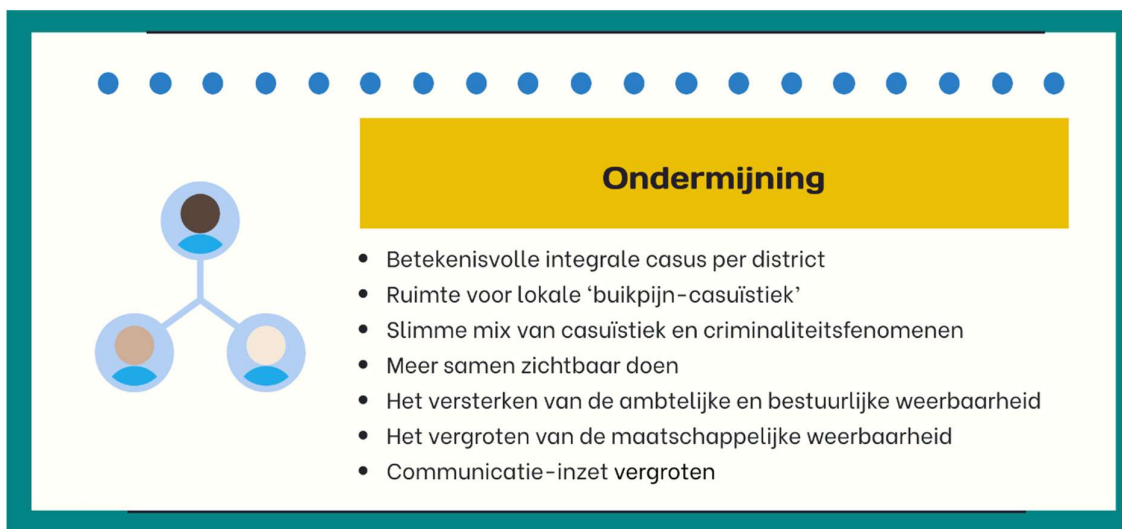 Ondermijning
• Betekenisvolle integrale casus per district
• Ruimte voor lokale ‘buikpijn-casuïstiek’
• Slimme mix van casuïstiek en criminaliteitsfenomenen
• Meer samen zichtbaar doen
• Het versterken van de ambtelijke en bestuurlijke weerbaarheid
• Het vergroten van de maatschappelijke weerbaarheid
• Communicatie-inzet vergroten